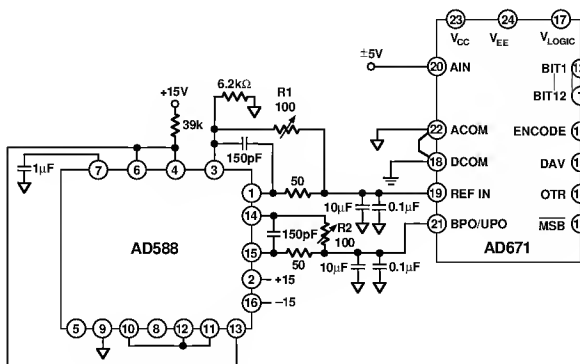 23
24
17
VCC
VEE
VLOGIC
±5V
20
AIN
BIT1
BIT12
+15V
6.2kΩ
R1
100
39k
150pF
22
ACOM
ENCODE
18
DCOM
DAV
1µF
7
6
4
3
1
50
19
REF IN
OTR
14
10µF
0.1µF
150pF
R2
100
21
BPO/UPO
MSB
AD588
15
50
10µF
0.1µF
AD671
2
+15
16
–15
5
9
10
8
12
11
13